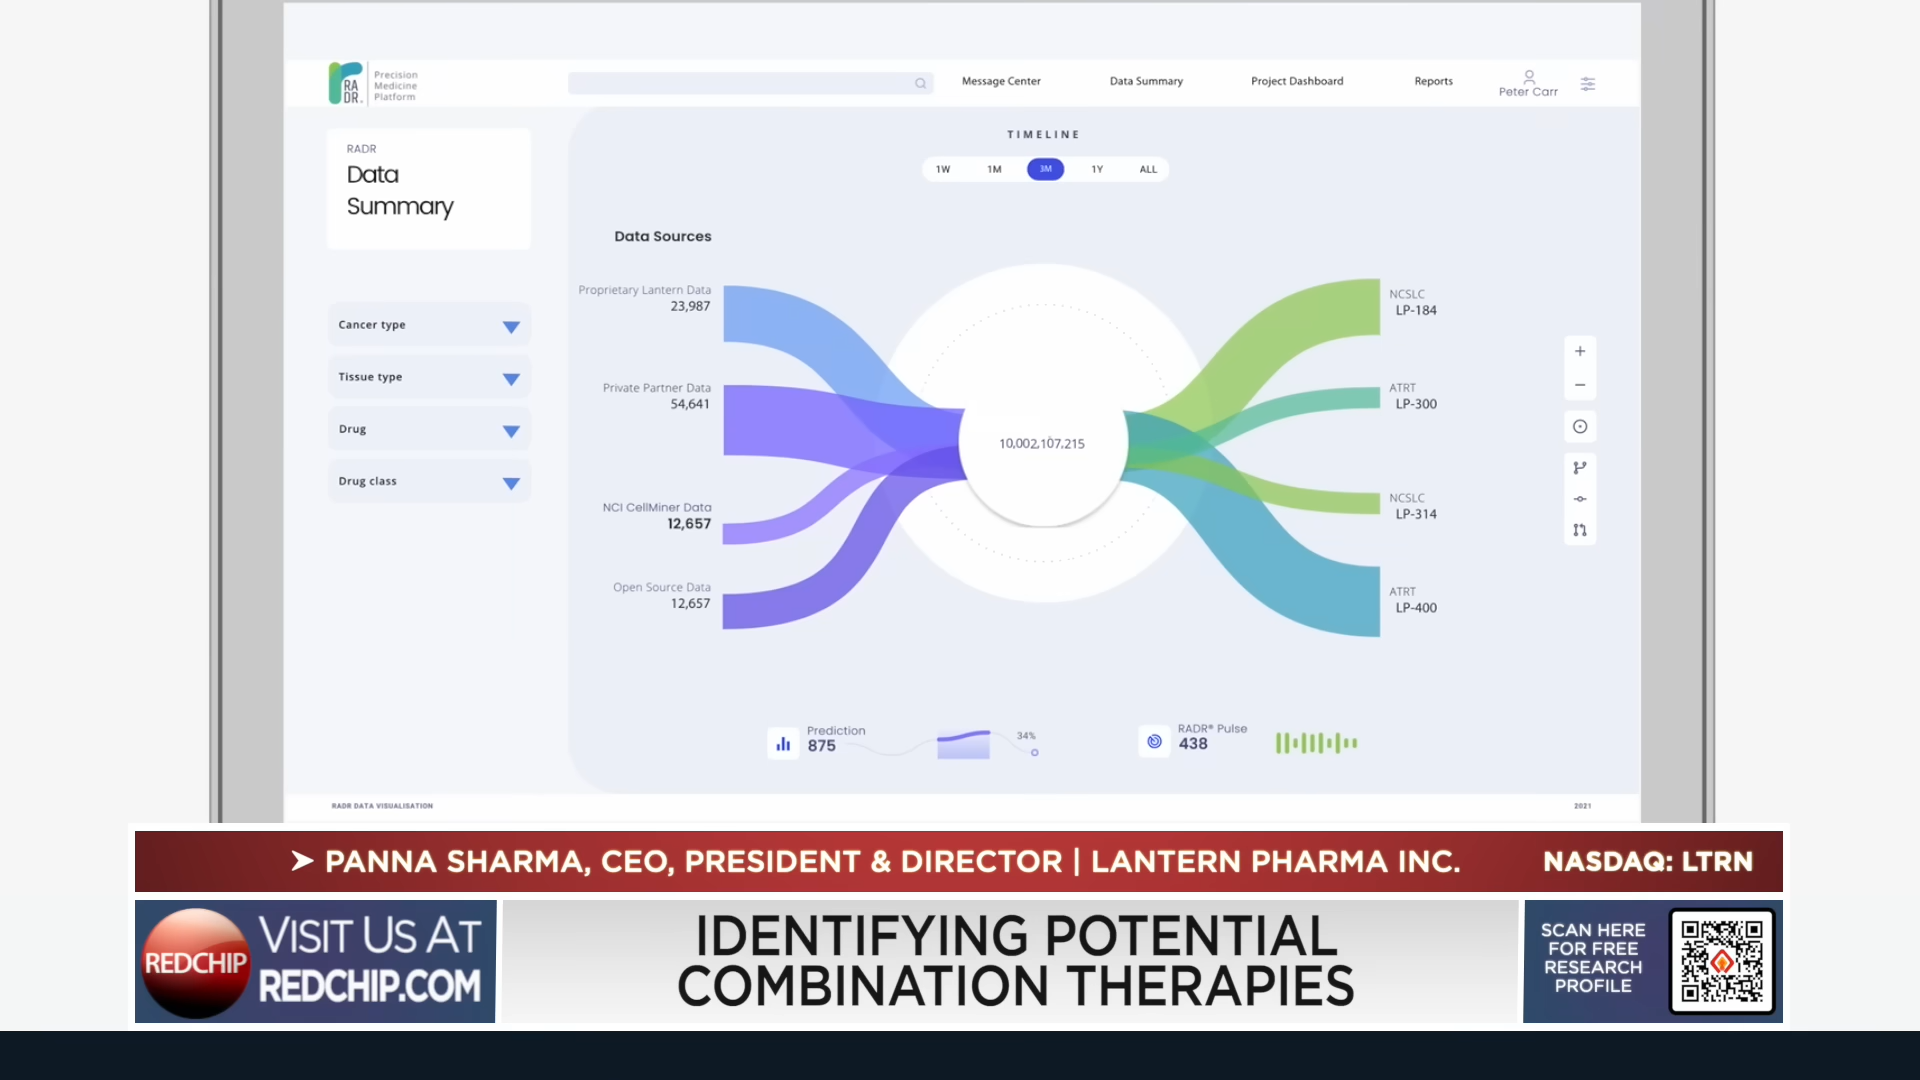 RA
DR.
Precision
Medicine
Platform
Message Center
Data Summary
Project Dashboard
Reports
Peter Carr
RADR
Data
Summary
Cancer type
Tissue type
Drug
Drug class
TIMELINE
1W
1M
3M
1Y
ALL
Data Sources
Proprietary Lantern Data
23,987
Private Partner Data
54,641
NCI CellMiner Data
12,657
Open Source Data
12,657
10,002,107,215
NCSLC
LP-184
ATRT
LP-300
NCSLC
LP-314
ATRT
LP-400
Prediction
875
34%
RADR® Pulse
438
RADR DATA VISUALISATION
2021
➤ PANNA SHARMA, CEO, PRESIDENT & DIRECTOR | LANTERN PHARMA INC.
NASDAQ: LTRN
REDCHIP
VISIT US AT
REDCHIP.COM
IDENTIFYING POTENTIAL
COMBINATION THERAPIES
SCAN HERE
FOR FREE
RESEARCH
PROFILE